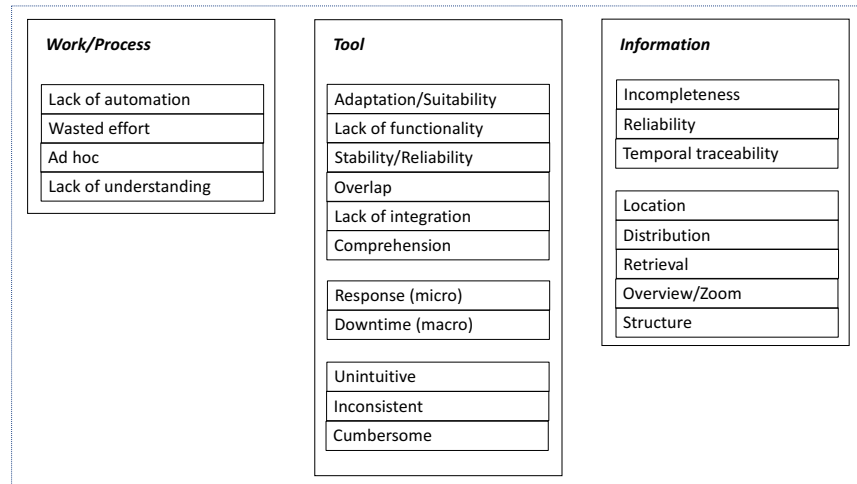 Work/Process
Lack of automation
Wasted effort
Ad hoc
Lack of understanding
Tool
Adaptation/Suitability
Lack of functionality
Stability/Reliability
Overlap
Lack of integration
Comprehension
Response (micro)
Downtime (macro)
Unintuitive
Inconsistent
Cumbersome
Information
Incompleteness
Reliability
Temporal traceability
Location
Distribution
Retrieval
Overview/Zoom
Structure